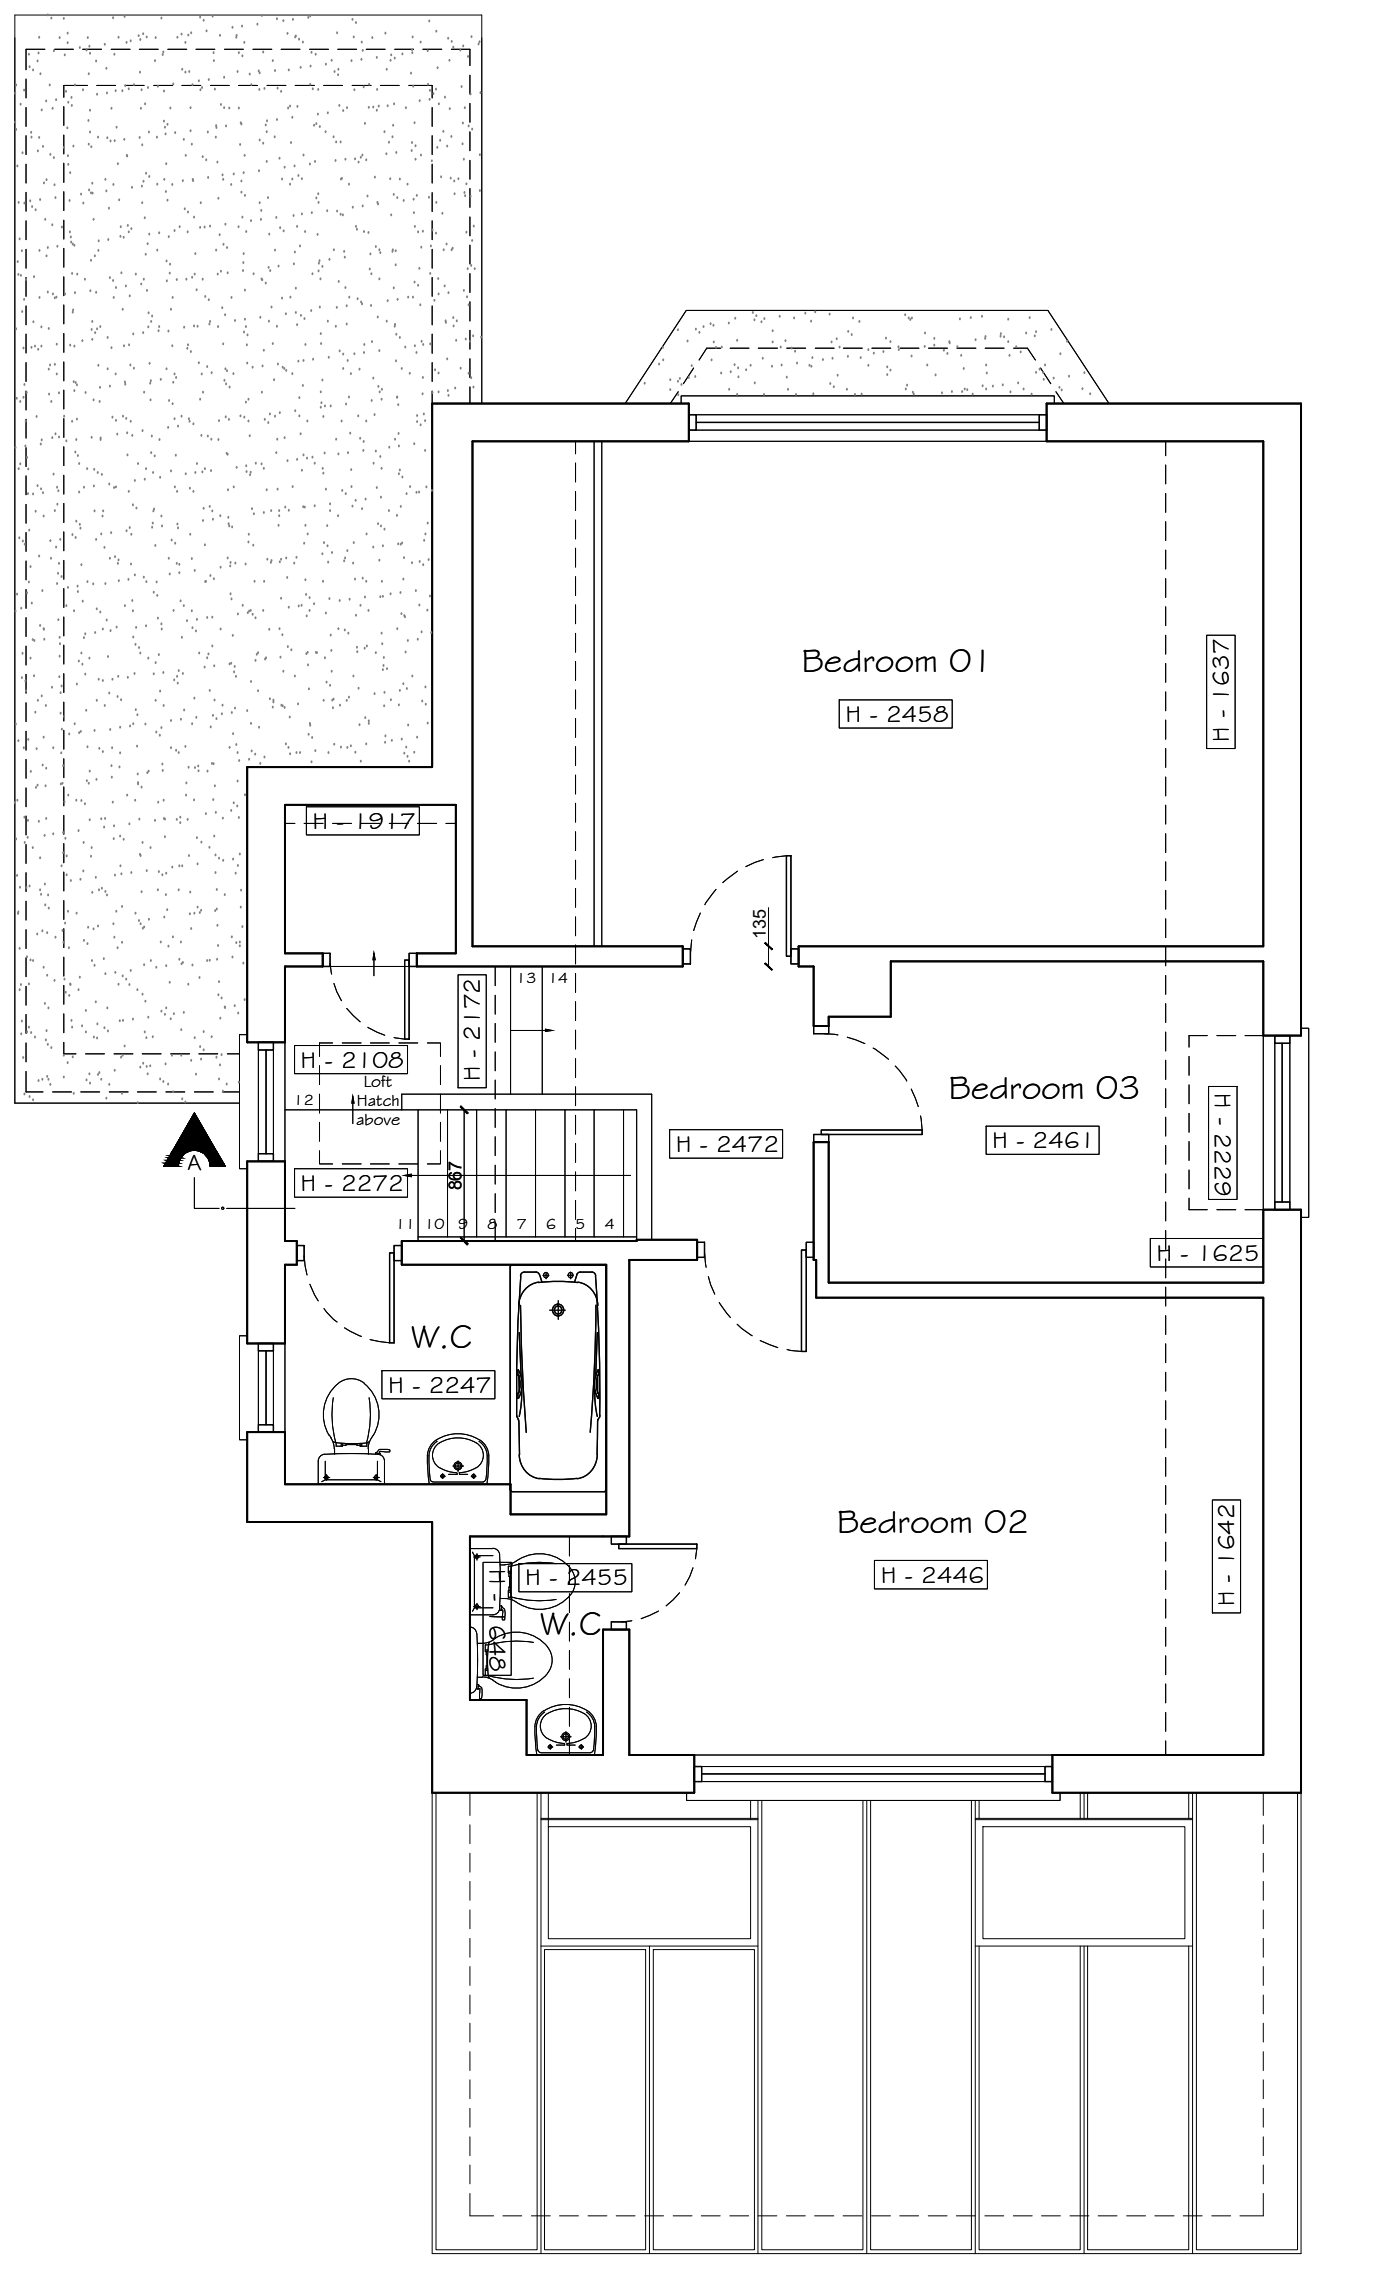 Bedroom 01
H - 2458
H - 1637
H - 1917
135
13 14
H - 2172
H - 2108
Loft
Hatch
above
12
Bedroom 03
H - 2461
H - 2229
H - 2472
A
H - 2272
867
11 10 9 8 7 6 5 4
H - 1625
W.C
H - 2247
Bedroom 02
H - 2446
H - 1642
H - 2455
W.C